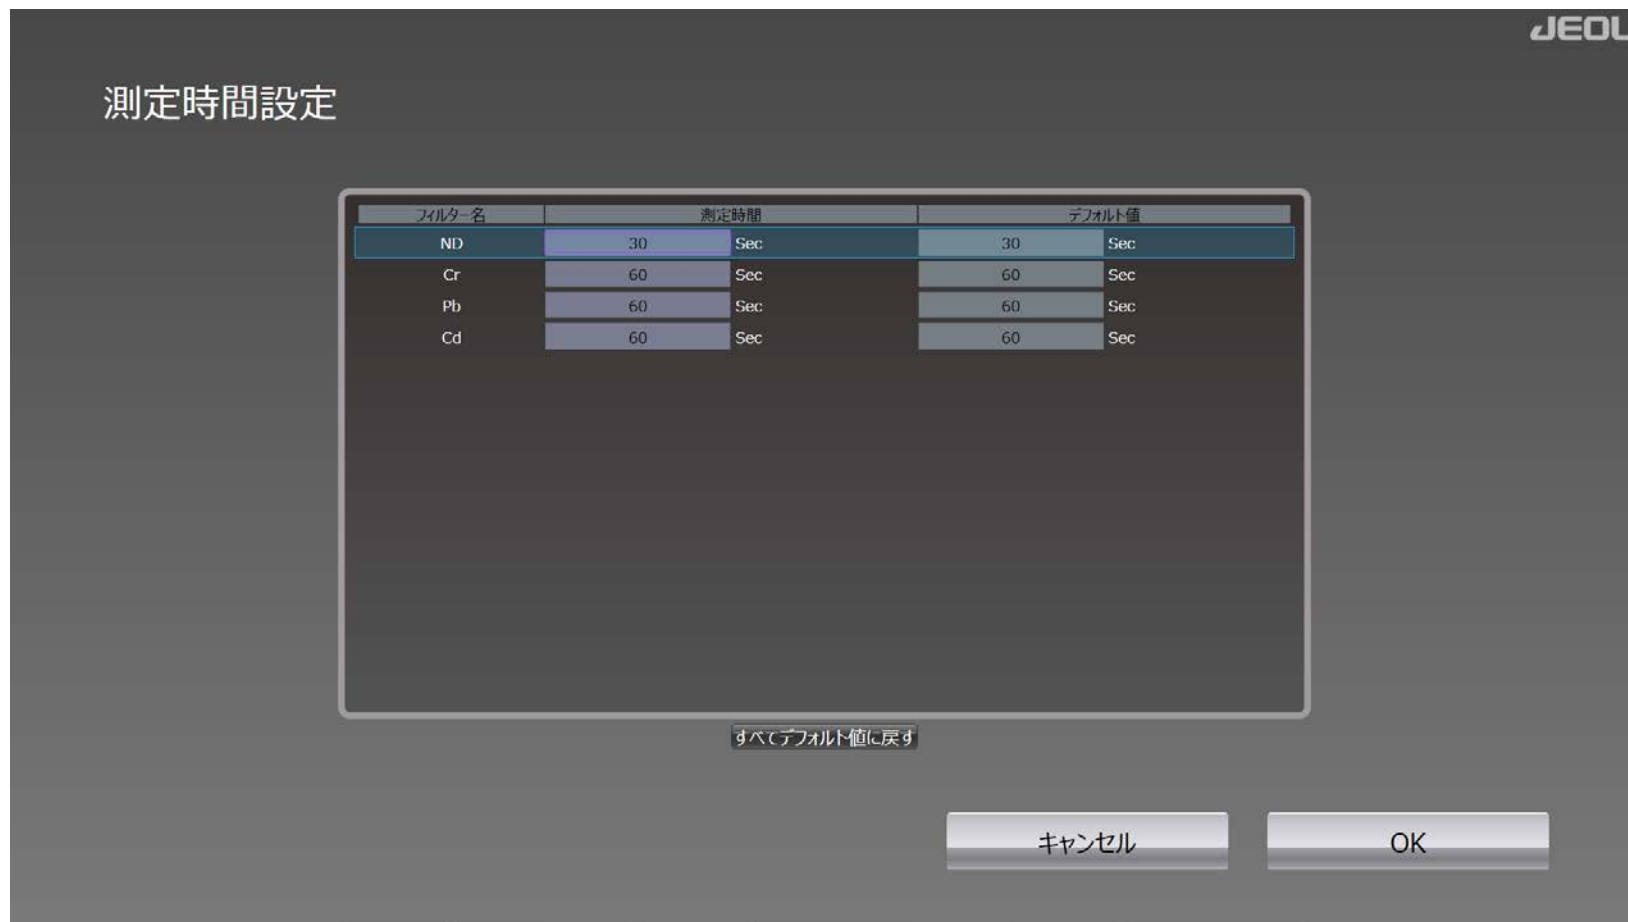 JEOL
測定時間設定
フィルター名 測定時間 デフォルト値
ND 30 Sec 30 Sec
Cr 60 Sec 60 Sec
Pb 60 Sec 60 Sec
Cd 60 Sec 60 Sec
すべてデフォルト値に戻す
キャンセル OK